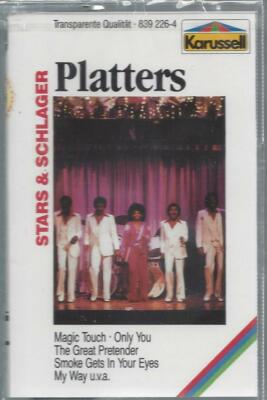 Transparente Qualität · 839 226-4
Karussell
Platters
STARS & SCHLAGER
Magic Touch · Only You
The Great Pretender
Smoke Gets In Your Eyes
My Way u.v.a.